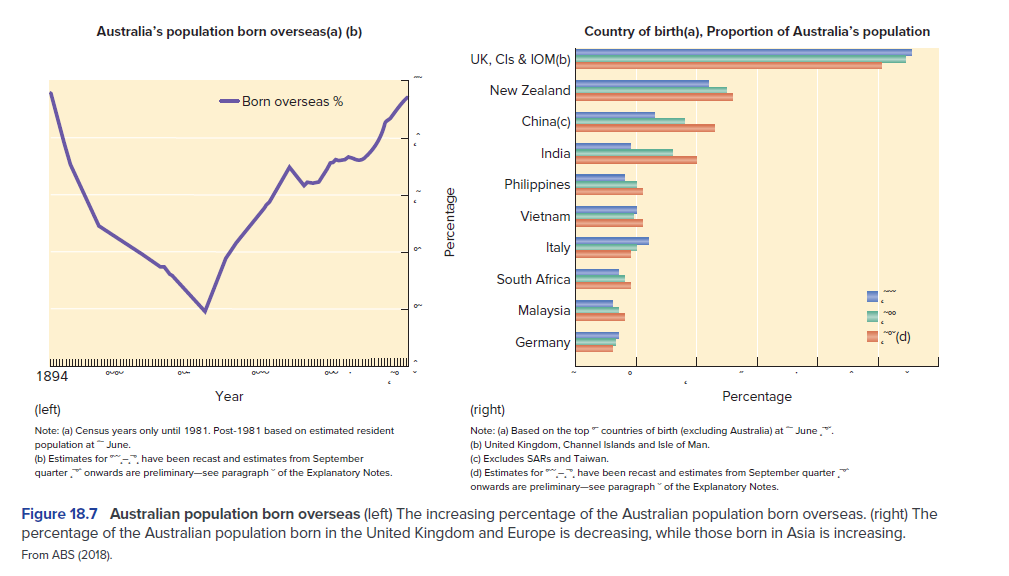 Australia's population born overseas(a) (b)
Born overseas %
1894
Year
(left)
Note: (a) Census years only until 1981. Post-1981 based on estimated resident
population at June.
(b) Estimates for have been recast and estimates from September
quarter onwards are preliminary—see paragraph of the Explanatory Notes.
Country of birth(a), Proportion of Australia's population
Percentage
UK, CIs & IOM(b)
New Zealand
China(c)
India
Philippines
Vietnam
Italy
South Africa
Malaysia
Germany
(d)
Percentage
(right)
Note: (a) Based on the top countries of birth (excluding Australia) at June
(b) United Kingdom, Channel Islands and Isle of Man.
(c) Excludes SARs and Taiwan.
(d) Estimates for have been recast and estimates from September quarter
onwards are preliminary—see paragraph of the Explanatory Notes.
Figure 18.7 Australian population born overseas (left) The increasing percentage of the Australian population born overseas. (right) The
percentage of the Australian population born in the United Kingdom and Europe is decreasing, while those born in Asia is increasing.
From ABS (2018).